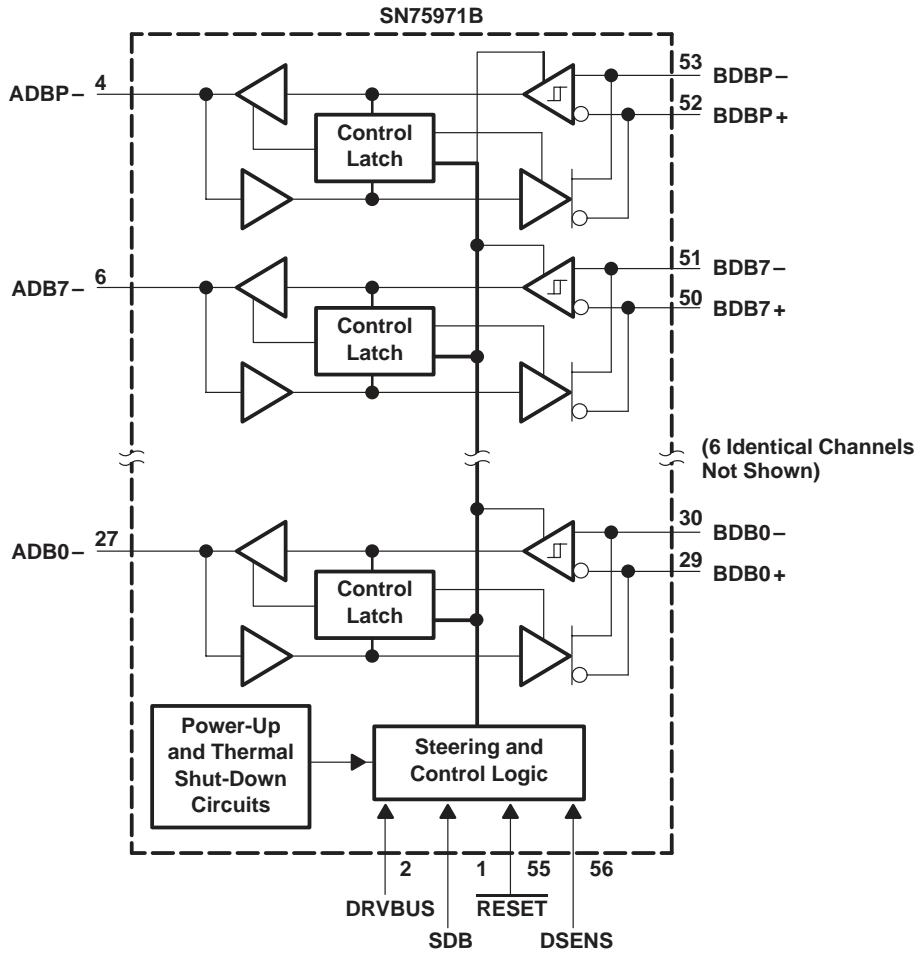 SN75971B
ADBP– 4
53 BDBP–
52 BDBP+
Control
Latch
ADB7– 6
51 BDB7–
50 BDB7+
Control
Latch
(6 Identical Channels
Not Shown)
ADB0– 27
30 BDB0–
29 BDB0+
Control
Latch
Power-Up
and Thermal
Shut-Down
Circuits
Steering and
Control Logic
2 1 55 56
DRVBUS RESET
SDB DSENS